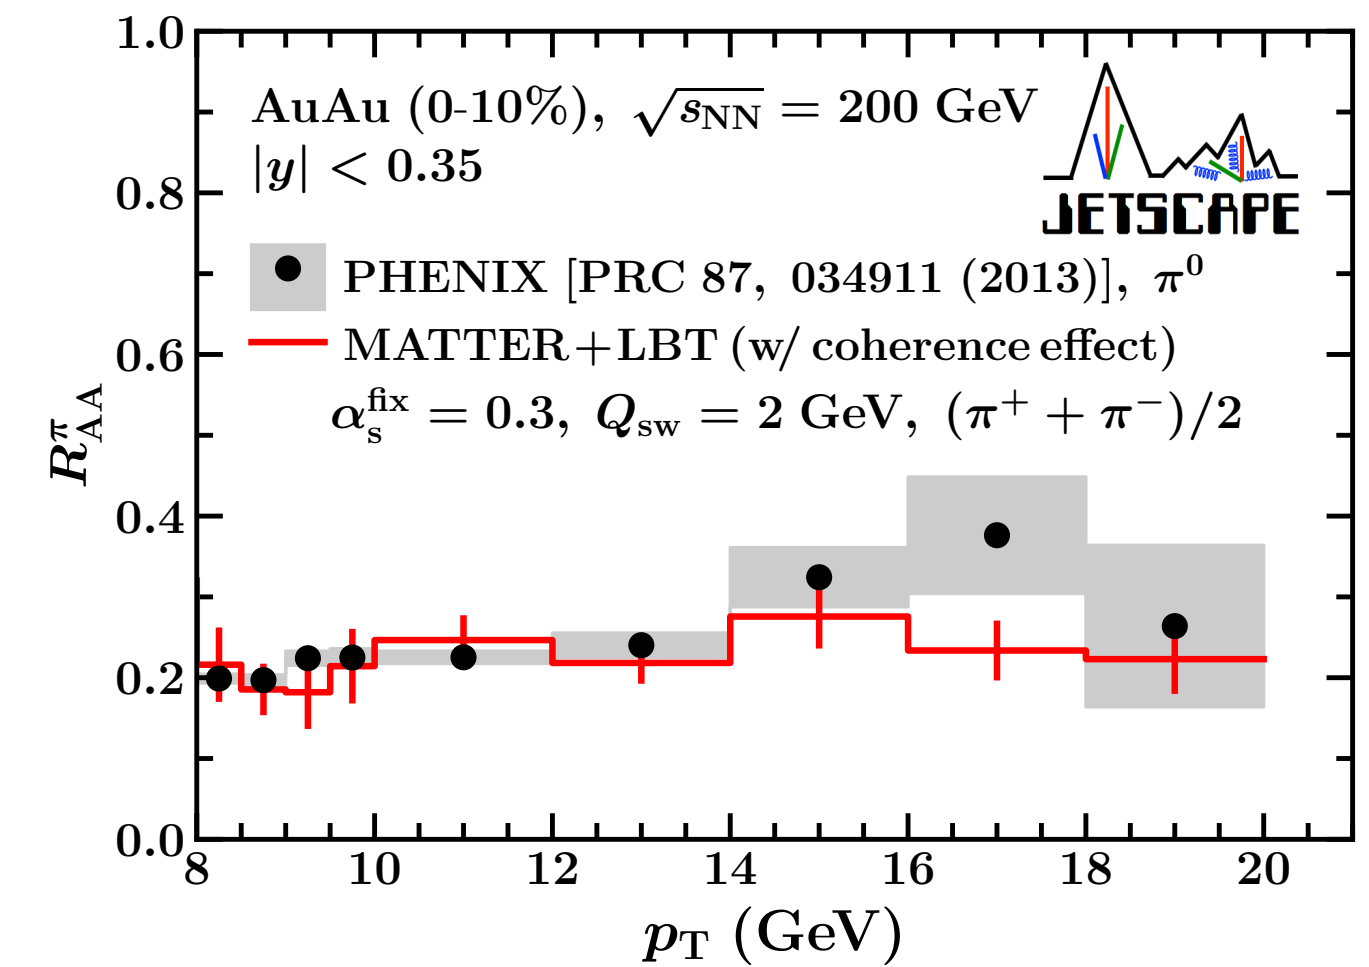 1.0
AuAu (0-10%), √s_NN = 200 GeV
|y| < 0.35
JETSCAPE
0.8
PHENIX [PRC 87, 034911 (2013)], π⁰
0.6
MATTER+LBT (w/ coherence effect)
α_s^fix = 0.3, Q_sw = 2 GeV, (π⁺ + π⁻)/2
R_AA^π
0.4
0.2
0.0
8 10 12 14 16 18 20
p_T (GeV)